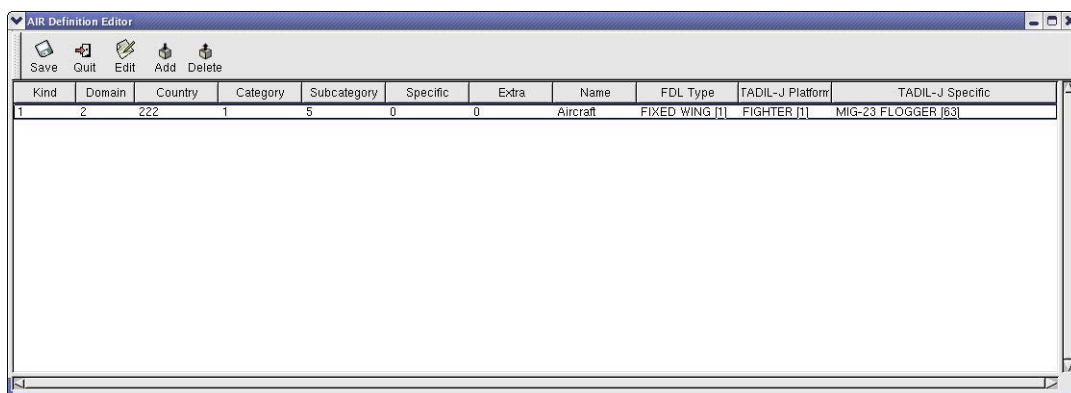 AIR Definition Editor
Save Quit Edit Add Delete
Kind Domain Country Category Subcategory Specific Extra Name FDL Type TADIL-J Platform TADIL-J Specific
1 2 222 1 5 0 0 Aircraft FIXED WING [1] FIGHTER [1] MIG-23 FLOGGER [63]